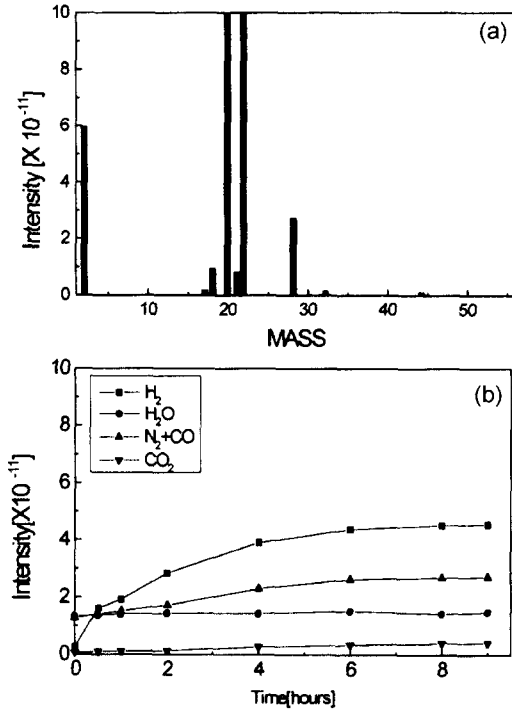 (a)
Intensity [X 10⁻¹¹]
10
8
6
4
2
0
10 20 30 40 50
MASS
(b)
Intensity[X10⁻¹¹]
10
8
6
4
2
0
H₂
H₂O
N₂+CO
CO₂
0 2 4 6 8
Time[hours]